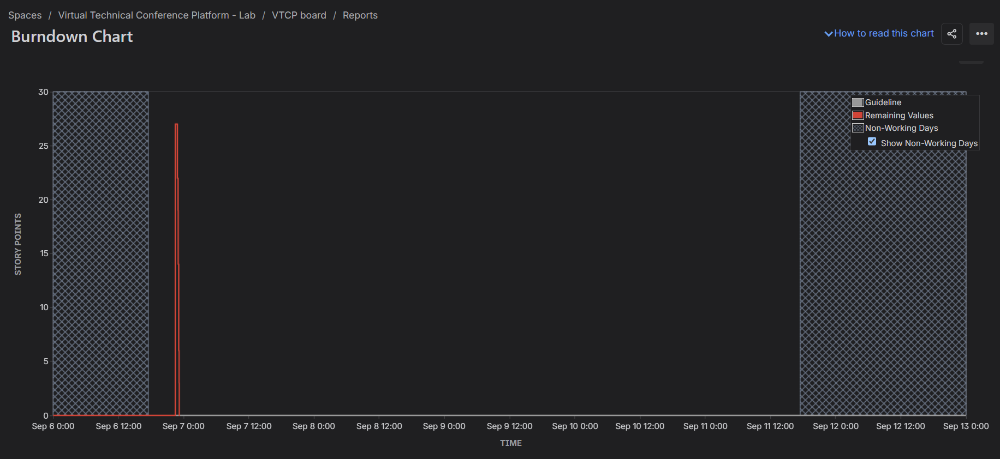 Spaces / Virtual Technical Conference Platform - Lab / VTCP board / Reports
Burndown Chart
How to read this chart
30
25
20
15
10
5
0
STORY POINTS
Guideline
Remaining Values
Non-Working Days
Show Non-Working Days
Sep 6 0:00 Sep 6 12:00 Sep 7 0:00 Sep 7 12:00 Sep 8 0:00 Sep 8 12:00 Sep 9 0:00 Sep 9 12:00 Sep 10 0:00 Sep 10 12:00 Sep 11 0:00 Sep 11 12:00 Sep 12 0:00 Sep 12 12:00 Sep 13 0:00
TIME